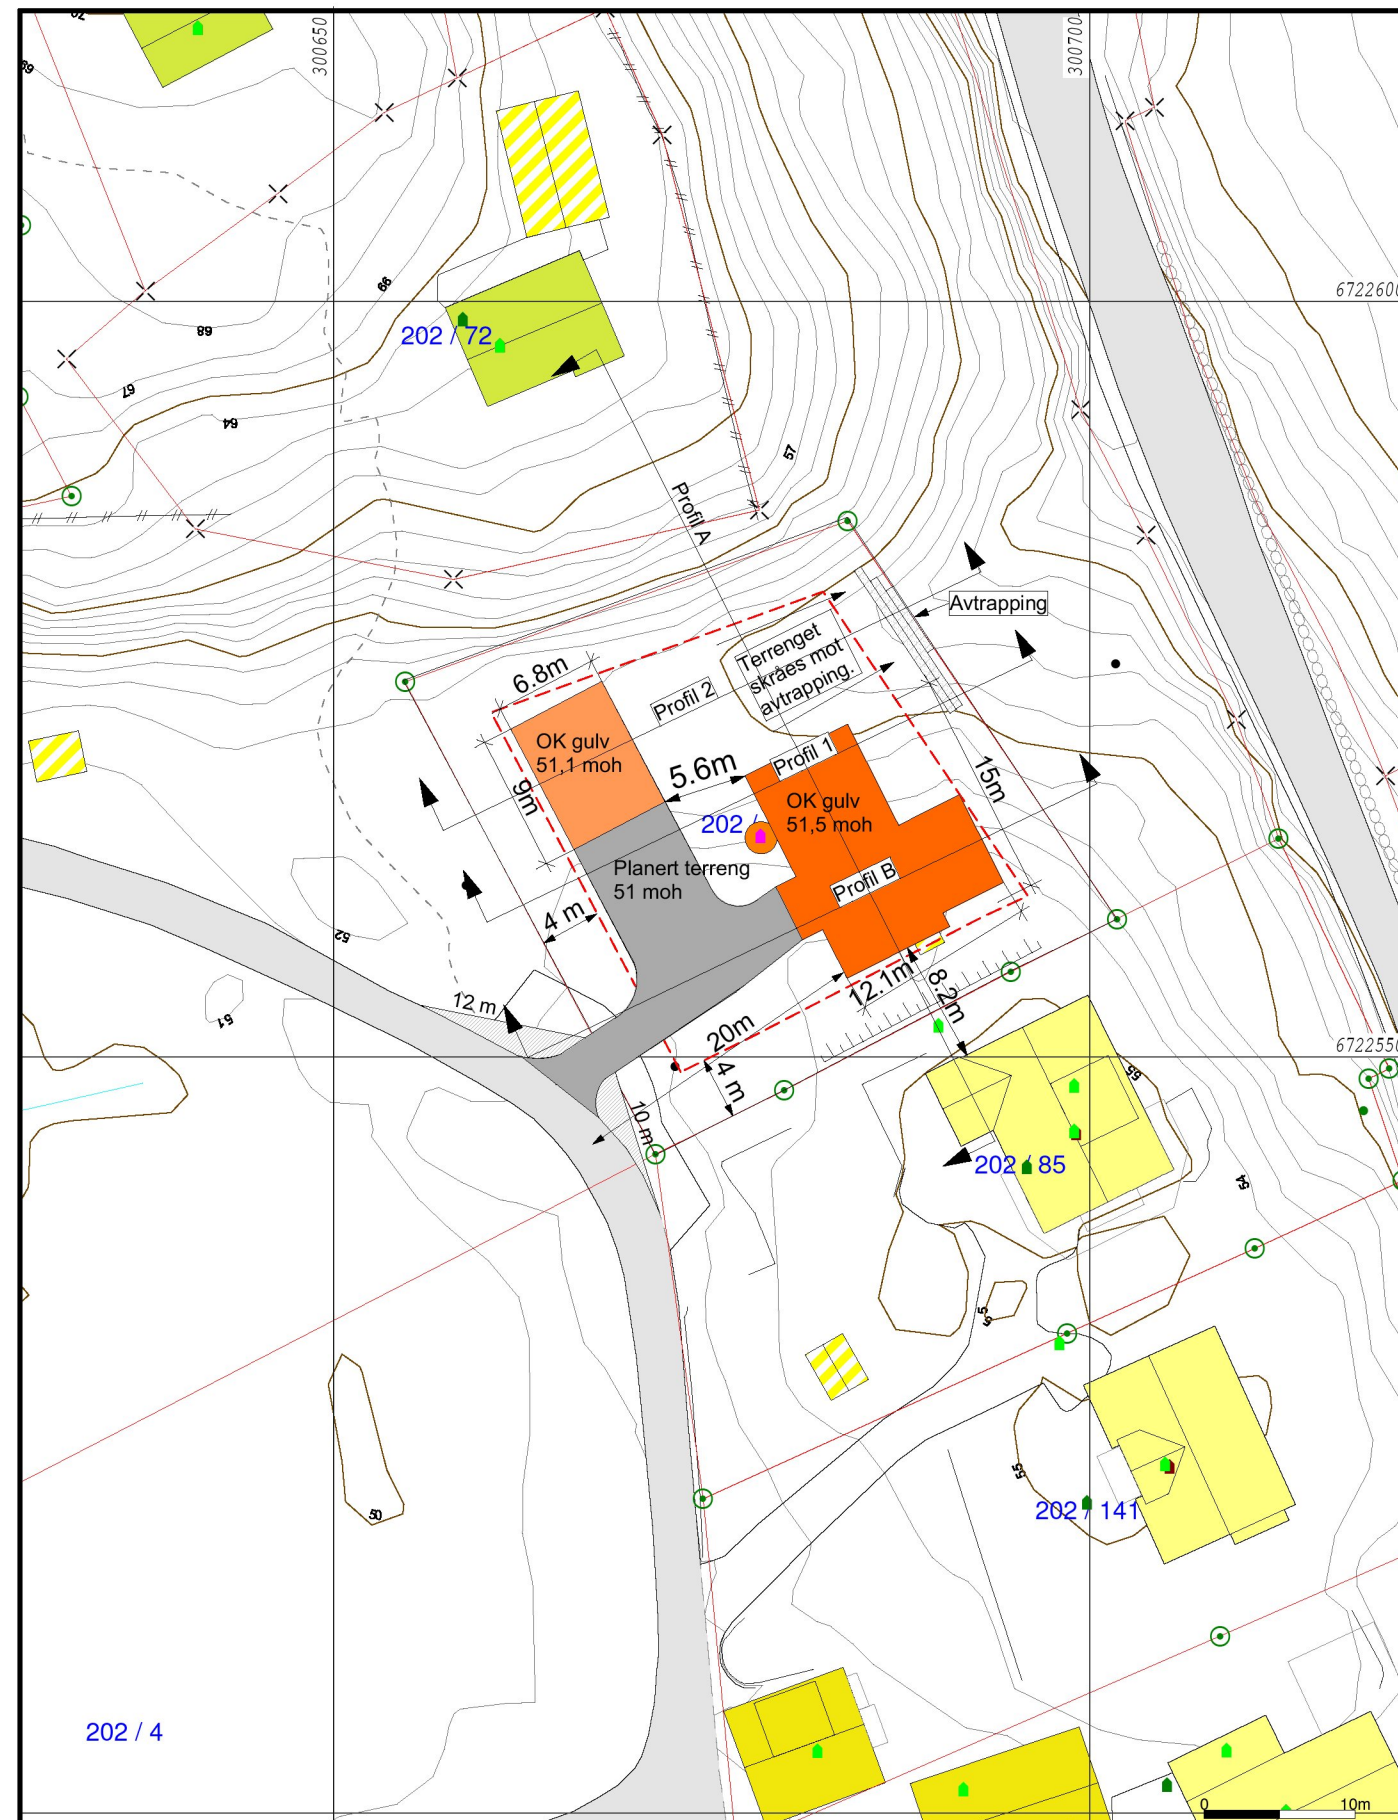 70
69
300650
300700
6722600
66
202 / 72
68
67
64
57
Profil A
Avtrapping
Terrenget
skråes mot
avtrapping.
6.8m
Profil 2
OK gulv
51,1 moh
5.6m
Profil 1
15m
9m
OK gulv
51,5 moh
202 /
Planert terreng
51 moh
Profil B
4 m
52
51
12 m
12.1m
8.2m
20m
6722550
4 m
55
10 m
202 / 85
54
55
50
55
202 / 141
202 / 4
0 10m